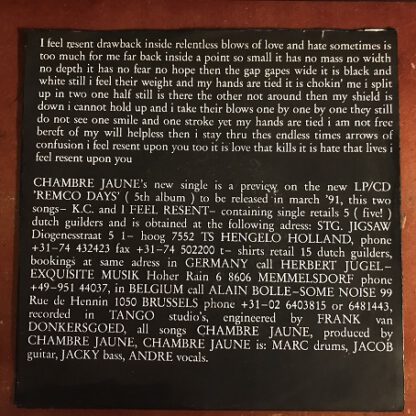 I feel resent drawback inside relentless blows of love and hate sometimes is
too much for me far back inside a point so small it has no mass no width
no depth it has no fear no hope then the gap gapes wide it is black and
white still i feel their weight and my hands are tied it is chokin' me i split
up in two one half still is there the other not around then my shield is
down i cannot hold up and i take their blows one by one by one they still
do not see one smile and one stroke yet my hands are tied i am not free
bereft of my will helpless then i stay thru thes endless times arrows of
confusion i feel resent upon you too it is love that kills it is hate that lives i
feel resent upon you
CHAMBRE JAUNE's new single is a preview on the new LP/CD
'REMCO DAYS' ( 5th album ) to be released in march '91, this two
songs– K.C. and I FEEL RESENT– containing single retails 5 ( five! )
dutch guilders and is obtained at the following adress: STG. JIGSAW
Diogenesstraat 5 1– hoog 7552 TS HENGELO HOLLAND, phone
+31–74 432423 fax +31–74 502200 t– shirts retail 15 dutch guilders,
bookings at same adress in GERMANY call HERBERT JUGEL–
EXQUISITE MUSIK Hoher Rain 6 8606 MEMMELSDORF phone
+49–951 44037, in BELGIUM call ALAIN BOLLE–SOME NOISE 99
Rue de Hennin 1050 BRUSSELS phone +31–02 6403815 or 6481443,
recorded in TANGO studio's, engineered by FRANK van
DONKERSGOED, all songs CHAMBRE JAUNE, produced by
CHAMBRE JAUNE, CHAMBRE JAUNE is: MARC drums, JACOB
guitar, JACKY bass, ANDRE vocals.